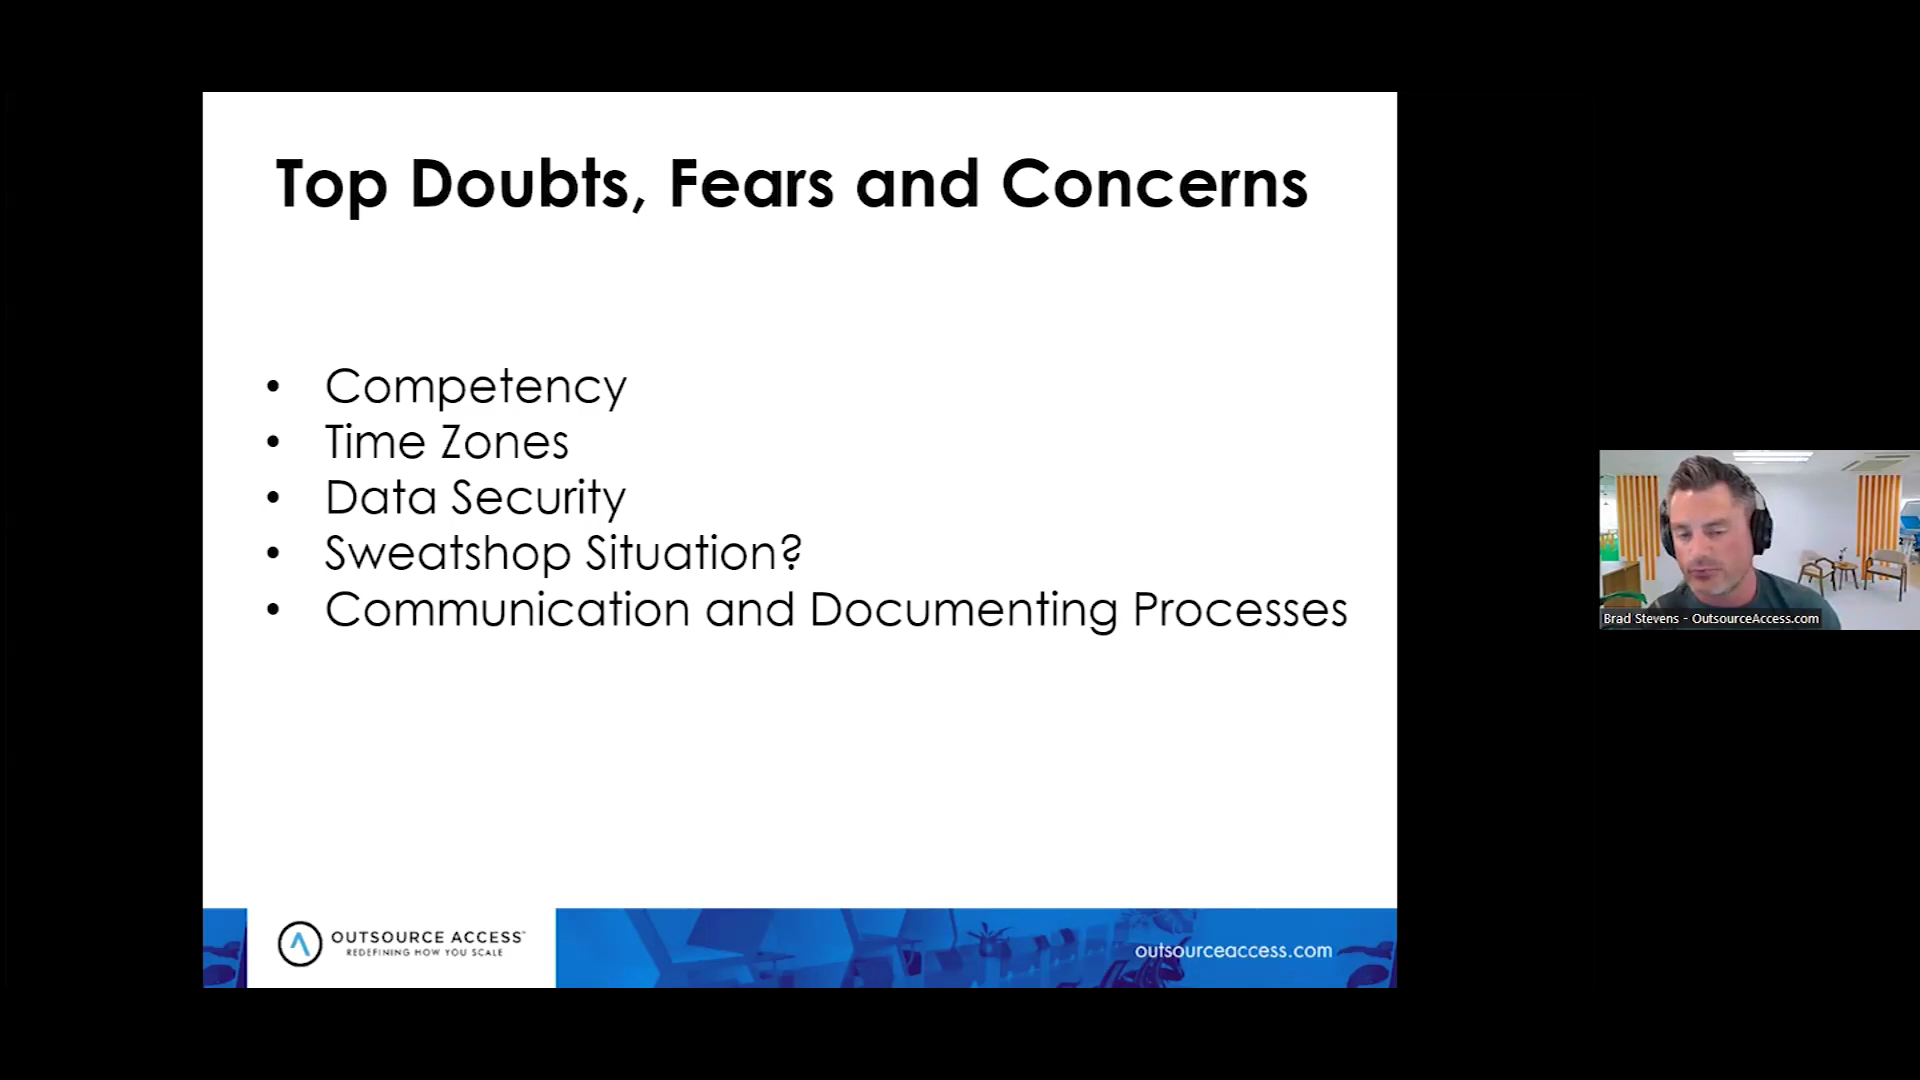 Top Doubts, Fears and Concerns
• Competency
• Time Zones
• Data Security
• Sweatshop Situation?
• Communication and Documenting Processes
OUTSOURCE ACCESS™
REDEFINING HOW YOU SCALE
outsourceaccess.com
Brad Stevens - OutsourceAccess.com